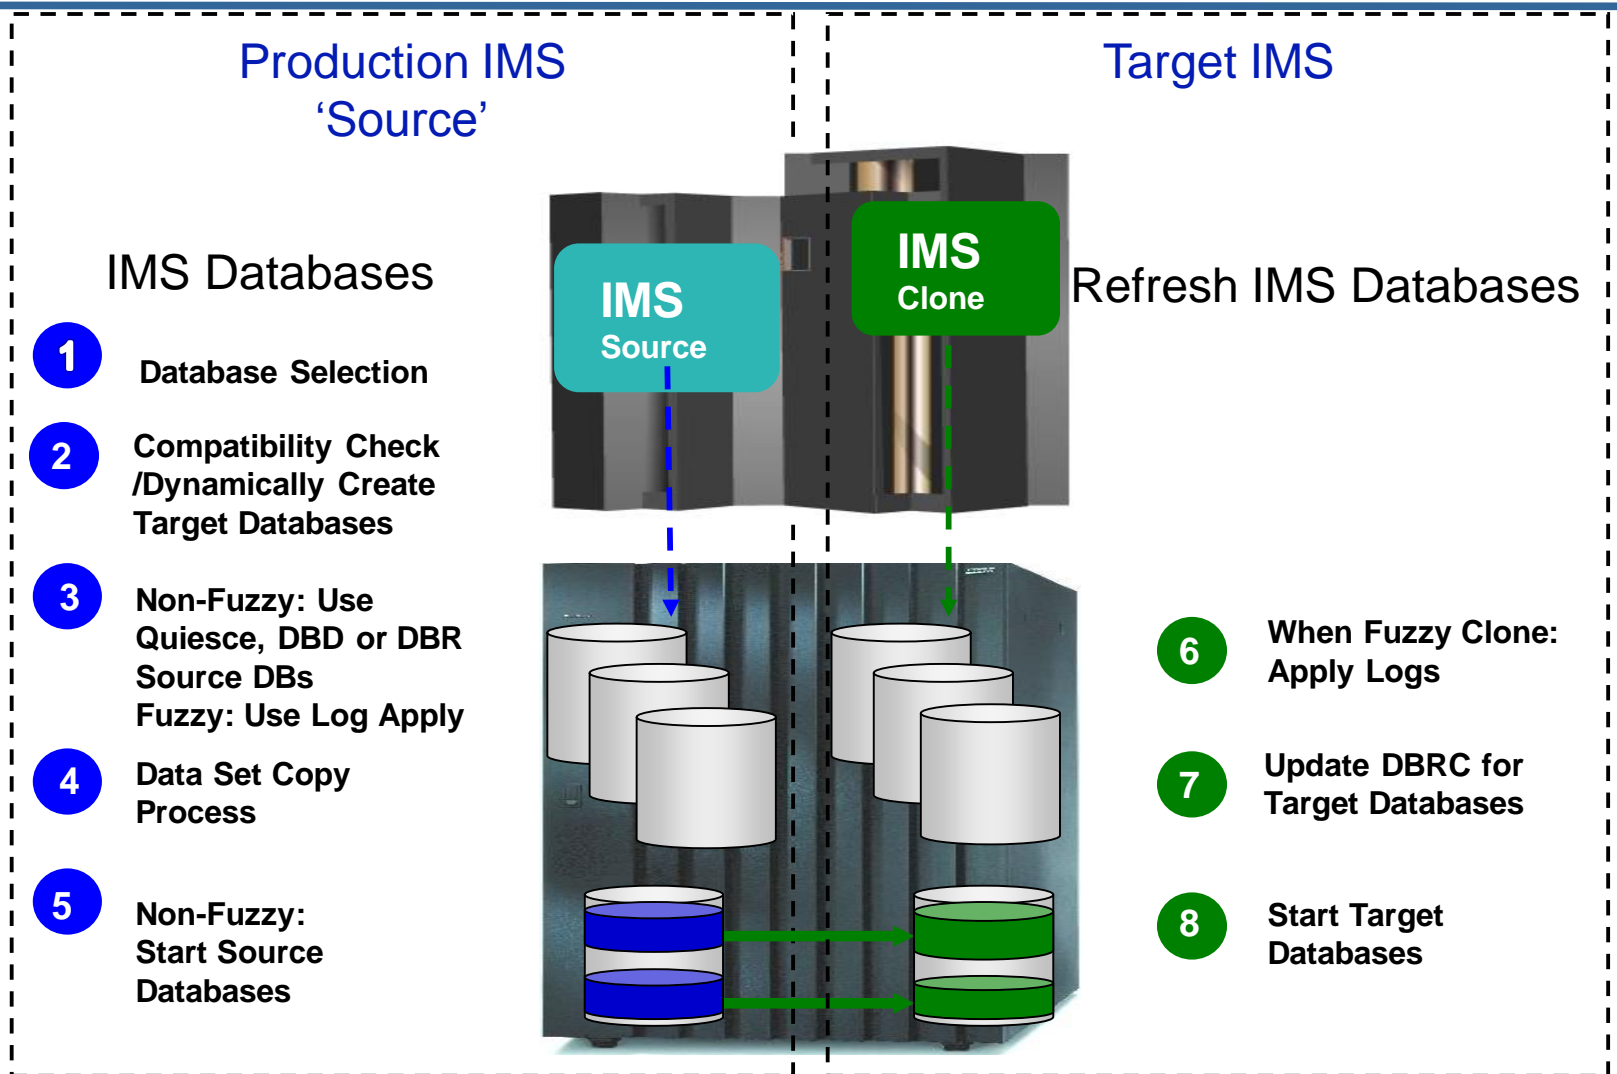 Production IMS
‘Source’
Target IMS
IMS Databases
IMS
Source
IMS
Clone
Refresh IMS Databases
1
Database Selection
2
Compatibility Check
/Dynamically Create
Target Databases
3
Non-Fuzzy: Use
Quiesce, DBD or DBR
Source DBs
Fuzzy: Use Log Apply
4
Data Set Copy
Process
5
Non-Fuzzy:
Start Source
Databases
6
When Fuzzy Clone:
Apply Logs
7
Update DBRC for
Target Databases
8
Start Target
Databases